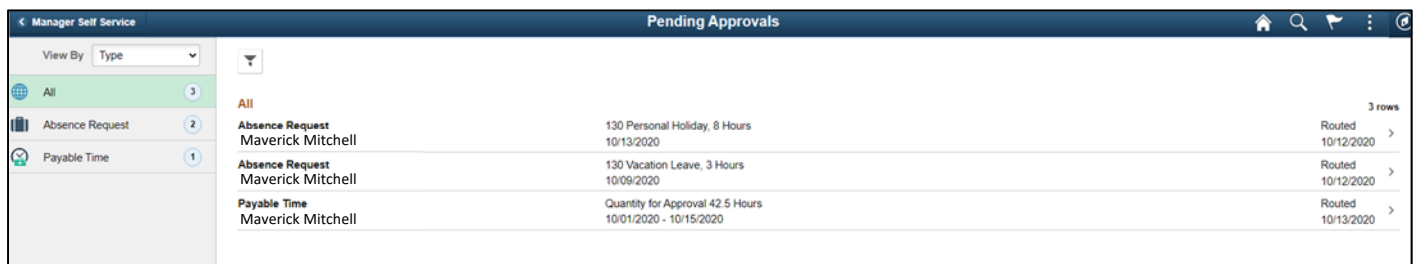 Manager Self Service
Pending Approvals
View By Type
All 3
Absence Request 2
Payable Time 1
All
3 rows
Absence Request 130 Personal Holiday, 8 Hours Routed
Maverick Mitchell 10/13/2020 10/12/2020
Absence Request 130 Vacation Leave, 3 Hours Routed
Maverick Mitchell 10/09/2020 10/12/2020
Payable Time Quantity for Approval 42.5 Hours Routed
Maverick Mitchell 10/01/2020 - 10/15/2020 10/13/2020